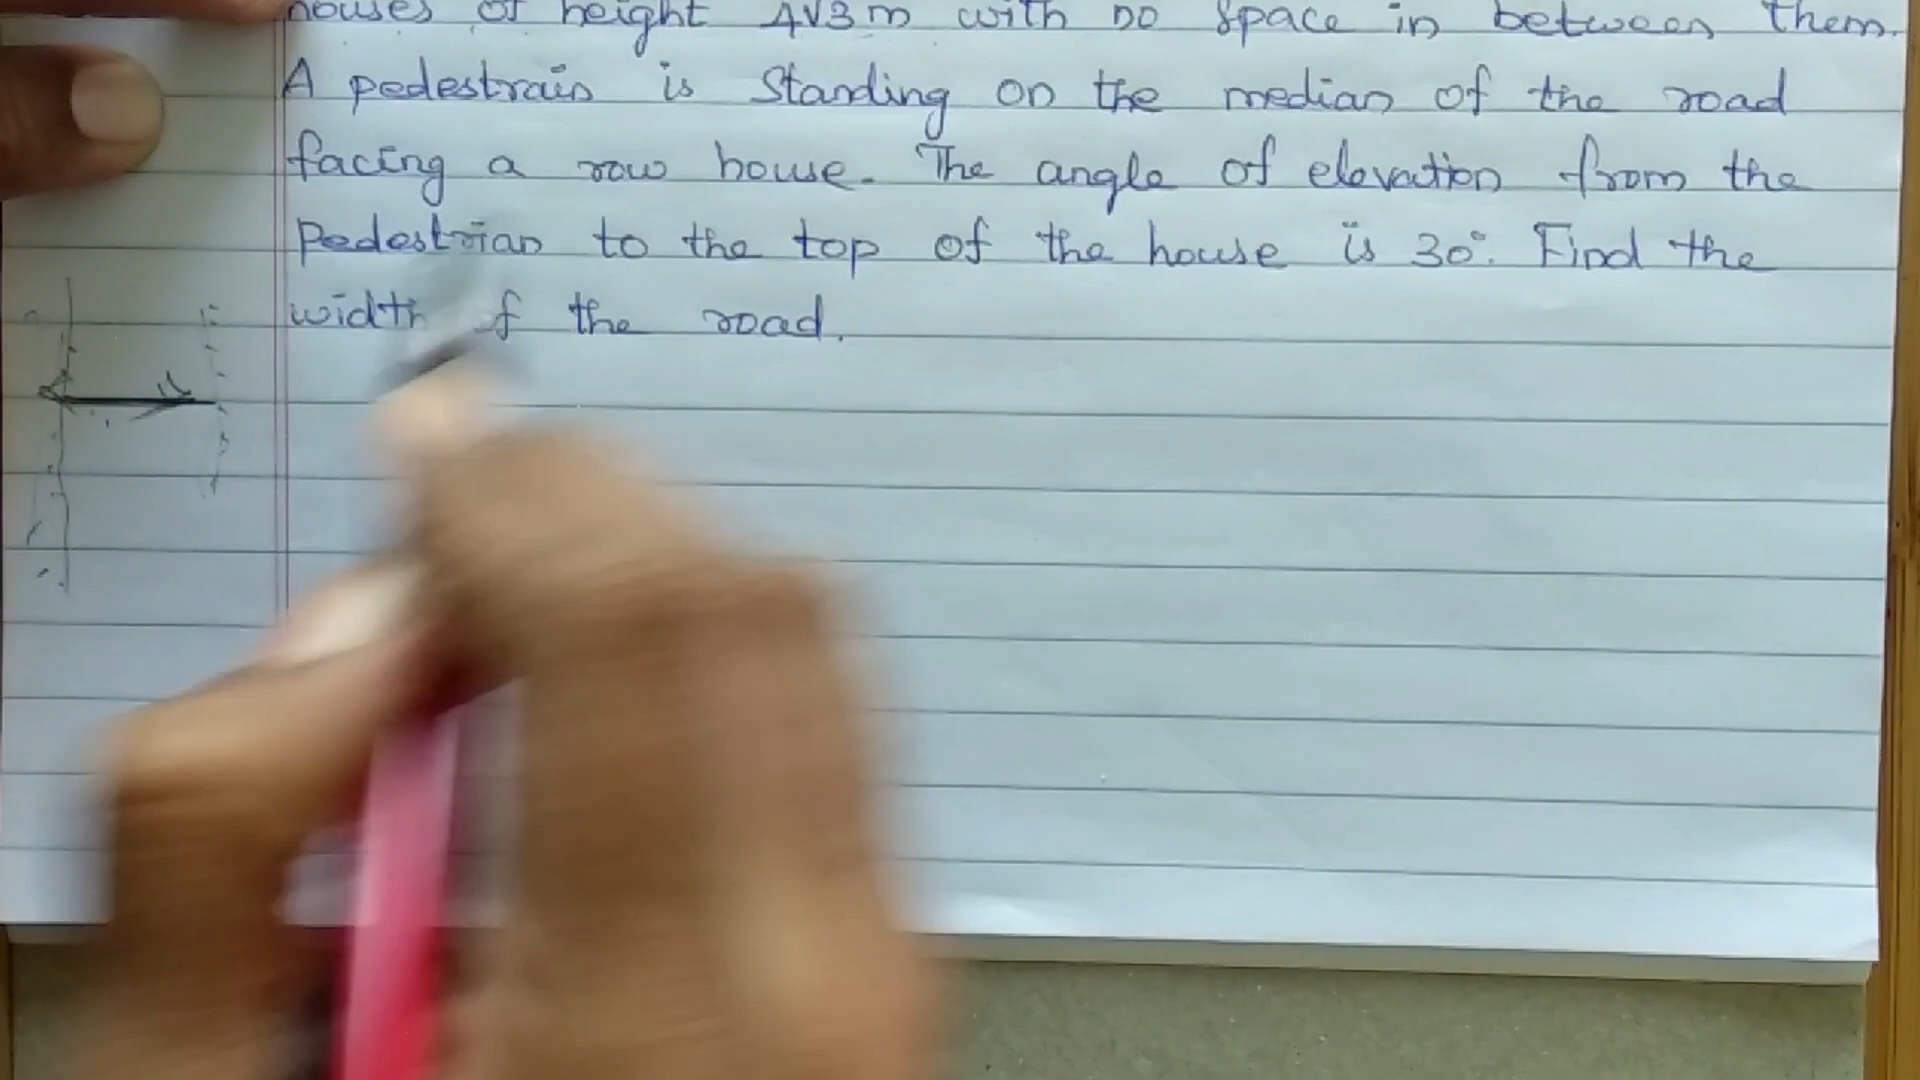 houses of height 4√3 m with no space in between them.
A pedestrain is standing on the median of the road
facing a row house. The angle of elevation from the
pedestrian to the top of the house is 30°. Find the
width of the road.